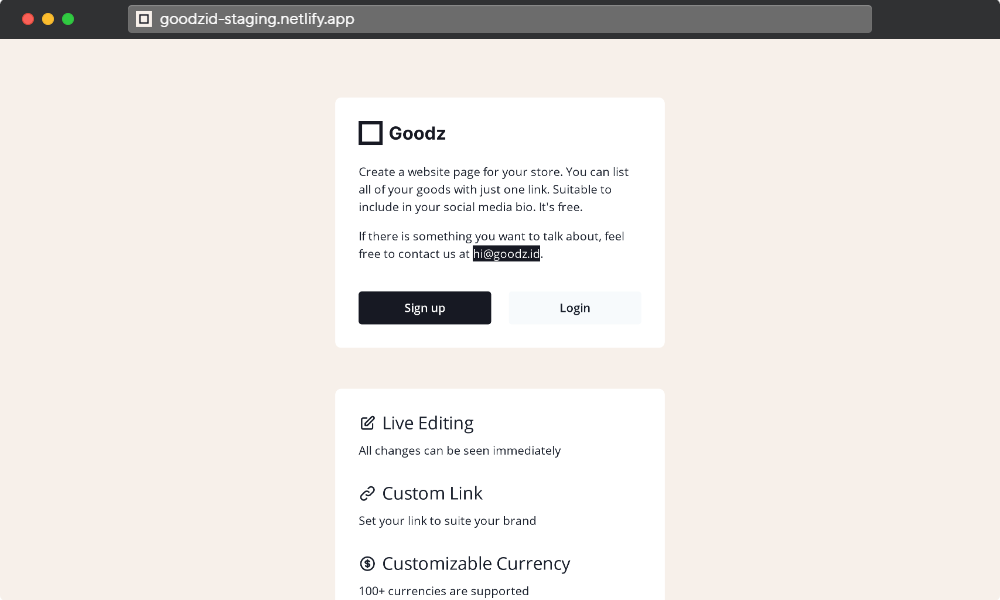 goodzid-staging.netlify.app
Goodz
Create a website page for your store. You can list
all of your goods with just one link. Suitable to
include in your social media bio. It's free.
If there is something you want to talk about, feel
free to contact us at hi@goodz.id.
Sign up
Login
Live Editing
All changes can be seen immediately
Custom Link
Set your link to suite your brand
Customizable Currency
100+ currencies are supported